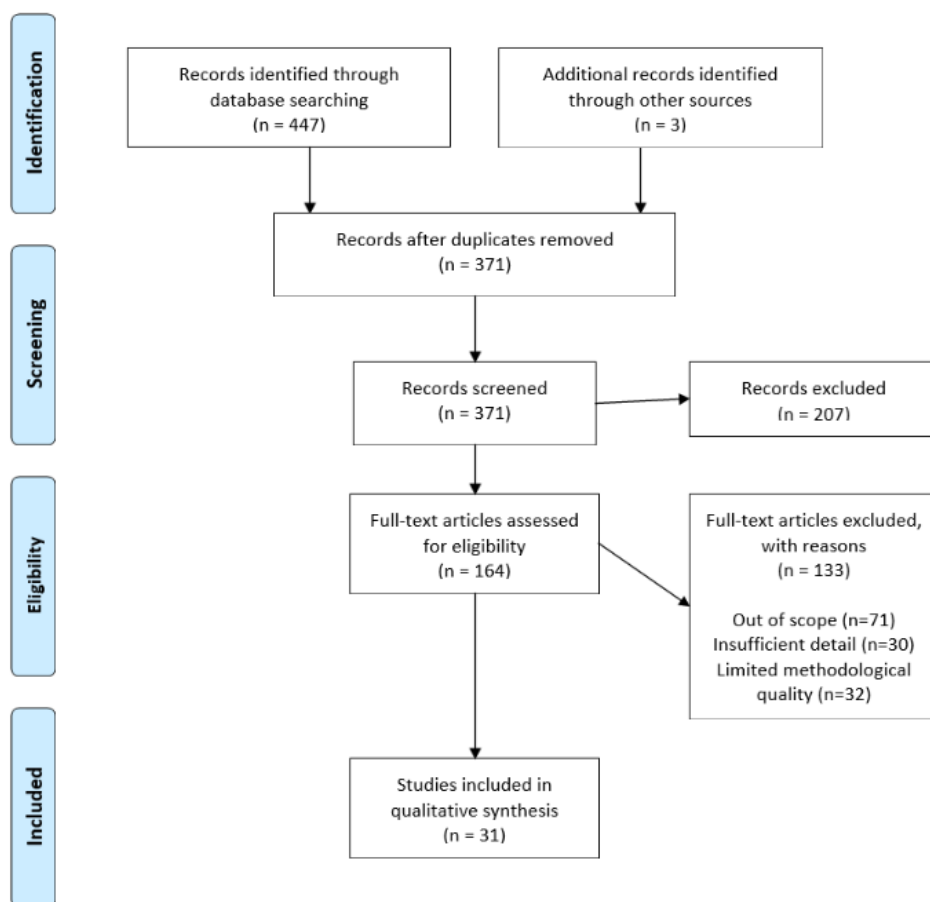 Identification
Records identified through
database searching
(n = 447)
Additional records identified
through other sources
(n = 3)
Records after duplicates removed
(n = 371)
Screening
Records screened
(n = 371)
Records excluded
(n = 207)
Eligibility
Full-text articles assessed
for eligibility
(n = 164)
Full-text articles excluded,
with reasons
(n = 133)
Out of scope (n=71)
Insufficient detail (n=30)
Limited methodological
quality (n=32)
Included
Studies included in
qualitative synthesis
(n = 31)